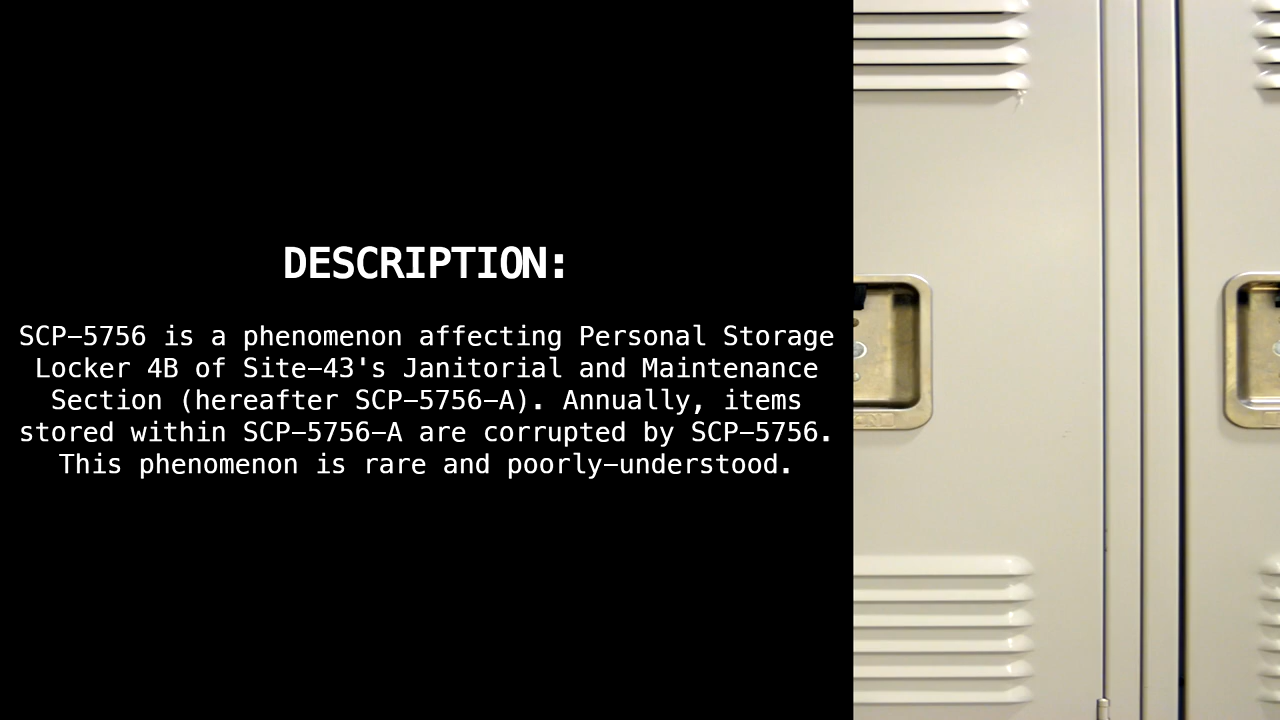 DESCRIPTION:
SCP-5756 is a phenomenon affecting Personal Storage
Locker 4B of Site-43's Janitorial and Maintenance
Section (hereafter SCP-5756-A). Annually, items
stored within SCP-5756-A are corrupted by SCP-5756.
This phenomenon is rare and poorly-understood.